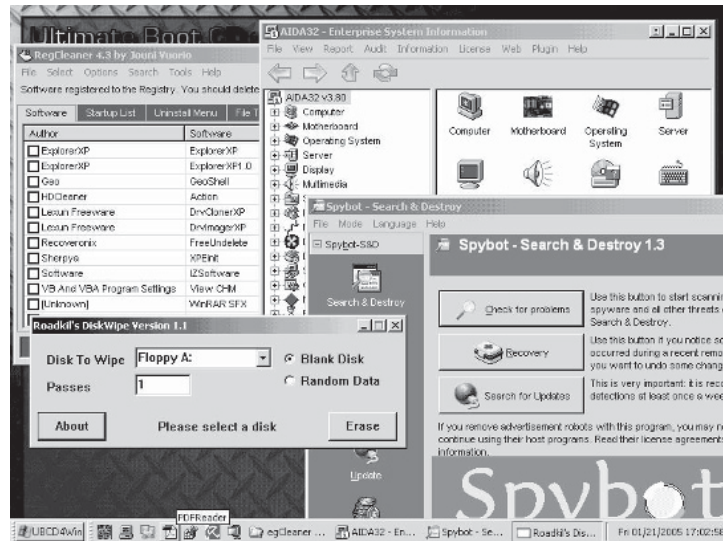 Ultimate Boot CD
RegCleaner 4.3 by Jouni Vuorio
File Select Options Search Tools Help
Software registered to the Registry. You should delete
Software Startup List Uninstall Menu File T
Author Software
ExplorerXP ExplorerXP
ExplorerXP ExplorerXP1.0
Geo GeoShell
HDCleaner Action
Lexun Freeware DrvClonerXP
Lexun Freeware DrvImagerXP
Recoveronix FreeUndelete
Sherpya XPEinit
Software IZSoftware
VB And VBA Program Settings View CHM
[Unknown] WinRAR SFX
AIDA32 - Enterprise System Information
File View Report Audit Information License Web Plugin Help
AIDA32 v3.80
Computer
Motherboard
Operating System
Server
Display
Multimedia
Computer Motherboard Operating System Server
Spybot - Search & Destroy
File Mode Language Help
Spybot-S&D
Search & Destroy
Update
Spybot - Search & Destroy 1.3
Check for problems
Use this button to start scannin
spyware and all other threats
Search & Destroy.
Recovery
Use this button if you notice so
occurred during a recent remo
you want to undo some chang
Search for Updates
This is very important: it is reco
detections at least once a wee
If you remove advertisement robots with this program, you may n
continue using their host programs. Read their license agreement
information.
Spybot
Roadkil's DiskWipe Version 1.1
Disk To Wipe Floppy A: Blank Disk
Passes 1 Random Data
About Please select a disk Erase
PDFReader
UBCD4Win egCleaner ... AIDA32 - En... Spybot - Se... Roadkil's Dis... Fri 01/21/2005 17:02:58